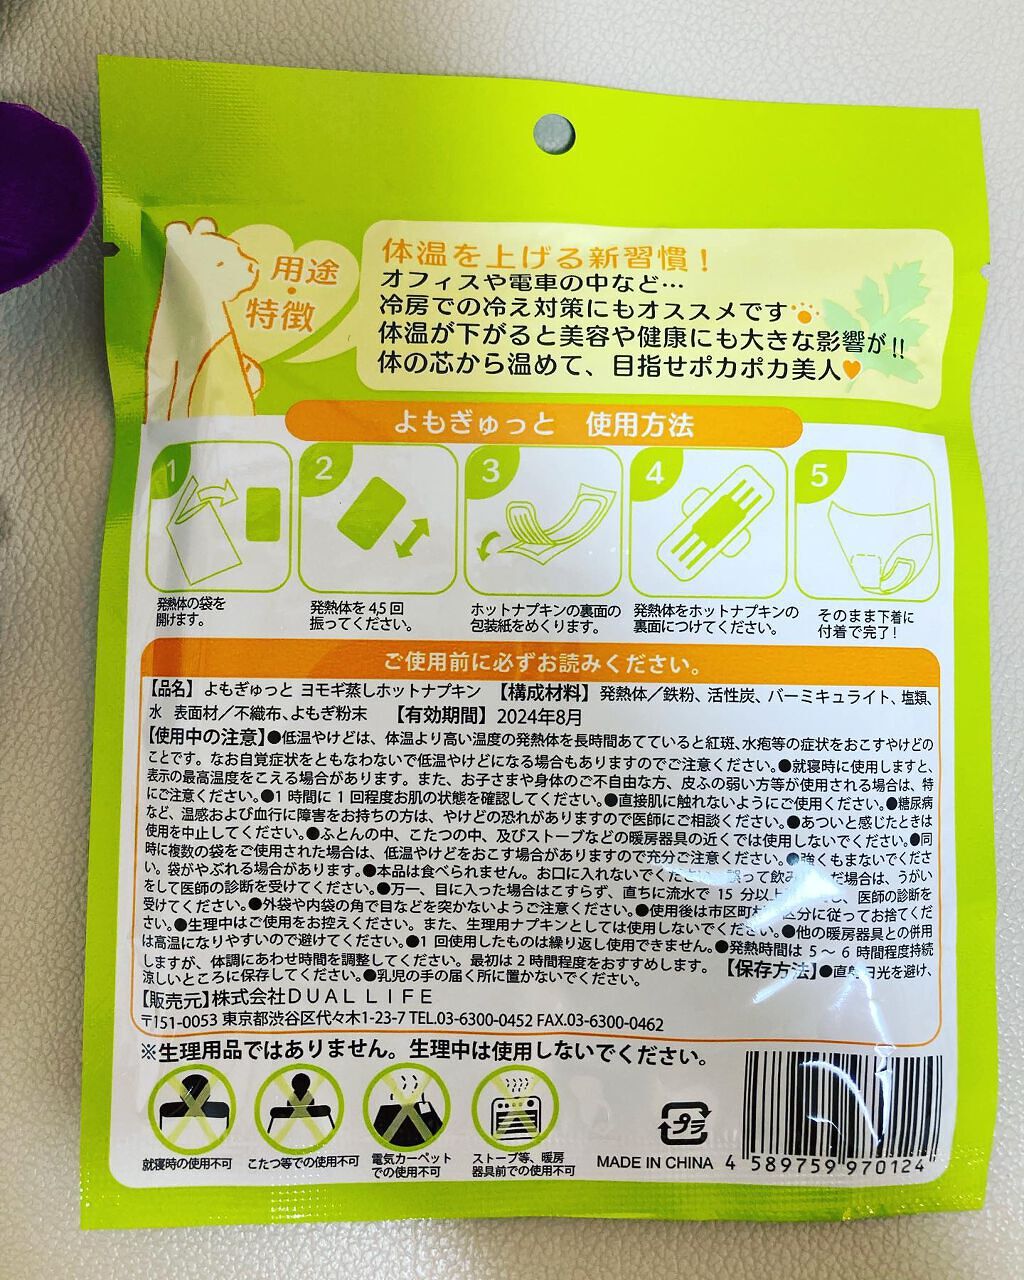 用途・特徴
体温を上げる新習慣！
オフィスや電車の中など…
冷房での冷え対策にもオススメです
体温が下がると美容や健康にも大きな影響が!!
体の芯から温めて、目指せポカポカ美人
よもぎゅっと 使用方法
1
発熱体の袋を
開けます。
2
発熱体を 4,5 回
振ってください。
3
ホットナプキンの裏面の
包装紙をめくります。
4
発熱体をホットナプキンの
裏面につけてください。
5
そのまま下着に
付着で完了！
ご使用前に必ずお読みください。
【品名】 よもぎゅっと ヨモギ蒸しホットナプキン 【構成材料】 発熱体／鉄粉、活性炭、バーミキュライト、塩類、
水 表面材／不織布、よもぎ粉末 【有効期間】 2024年8月
【使用中の注意】●低温やけどは、体温より高い温度の発熱体を長時間あてていると紅斑、水疱等の症状をおこすやけどの
ことです。なお自覚症状をともなわないで低温やけどになる場合もありますのでご注意ください。●就寝時に使用しますと、
表示の最高温度をこえる場合があります。また、お子さまや身体のご不自由な方、皮ふの弱い方等が使用される場合は、特
にご注意ください。●1 時間に 1 回程度お肌の状態を確認してください。●直接肌に触れないようにご使用ください。●糖尿病
など、温感および血行に障害をお持ちの方は、やけどの恐れがありますので医師にご相談ください。●あついと感じたときは
使用を中止してください。●ふとんの中、こたつの中、及びストーブなどの暖房器具の近くでは使用しないでください。●同
時に複数の袋をご使用された場合は、低温やけどをおこす場合がありますので充分ご注意ください。●強くもまないでくださ
い。袋がやぶれる場合があります。●本品は食べられません。お口に入れないでください。誤って飲み だ場合は、うがい
をして医師の診断を受けてください。●万一、目に入った場合はこすらず、直ちに流水で 15 分以上 し、医師の診断を
受けてください。●外袋や内袋の角で目などを突かないようご注意ください。●使用後は市区町村 区分に従ってお捨てくだ
さい。●生理中はご使用をお控えください。また、生理用ナプキンとしては使用しないでください。●他の暖房器具との併用
は高温になりやすいので避けてください。●1 回使用したものは繰り返し使用できません。●発熱時間は 5 〜 6 時間程度持続
しますが、体調にあわせ時間を調整してください。最初は 2 時間程度をおすすめします。 【保存方法】●直射日光を避け、
涼しいところに保存してください。●乳児の手の届く所に置かないでください。
【販売元】株式会社DUAL LIFE
〒151-0053 東京都渋谷区代々木1-23-7 TEL.03-6300-0452 FAX.03-6300-0462
※生理用品ではありません。生理中は使用しないでください。
就寝時の使用不可
こたつ等での使用不可
電気カーペット
での使用不可
ストーブ等、暖房
器具前での使用不可
プラ
MADE IN CHINA
4 589759 970124